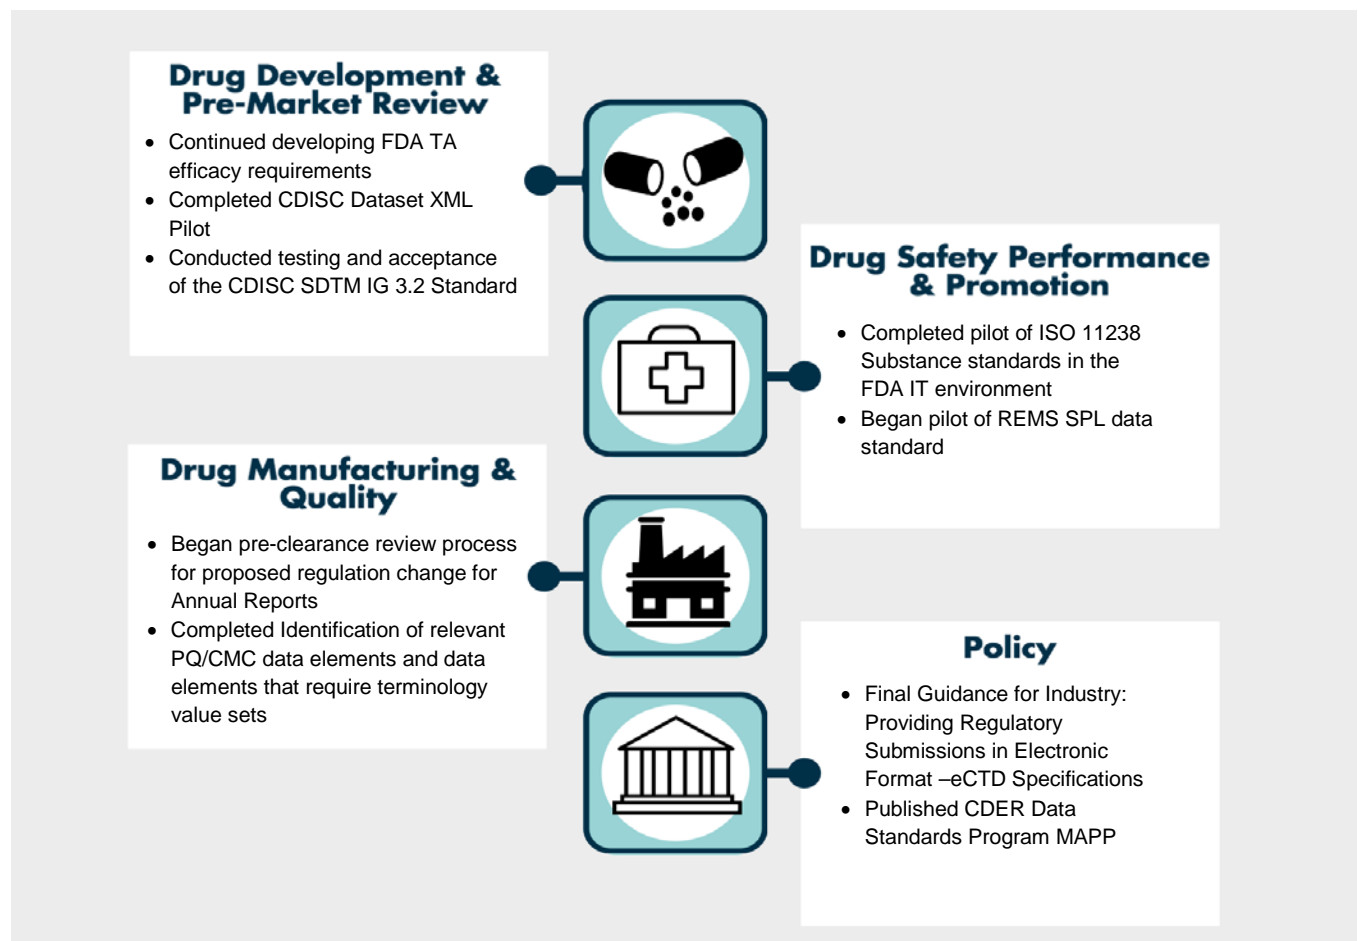 Drug Development &
Pre-Market Review
• Continued developing FDA TA
efficacy requirements
• Completed CDISC Dataset XML
Pilot
• Conducted testing and acceptance
of the CDISC SDTM IG 3.2 Standard
Drug Safety Performance
& Promotion
• Completed pilot of ISO 11238
Substance standards in the
FDA IT environment
• Began pilot of REMS SPL data
standard
Drug Manufacturing &
Quality
• Began pre-clearance review process
for proposed regulation change for
Annual Reports
• Completed Identification of relevant
PQ/CMC data elements and data
elements that require terminology
value sets
Policy
• Final Guidance for Industry:
Providing Regulatory
Submissions in Electronic
Format –eCTD Specifications
• Published CDER Data
Standards Program MAPP